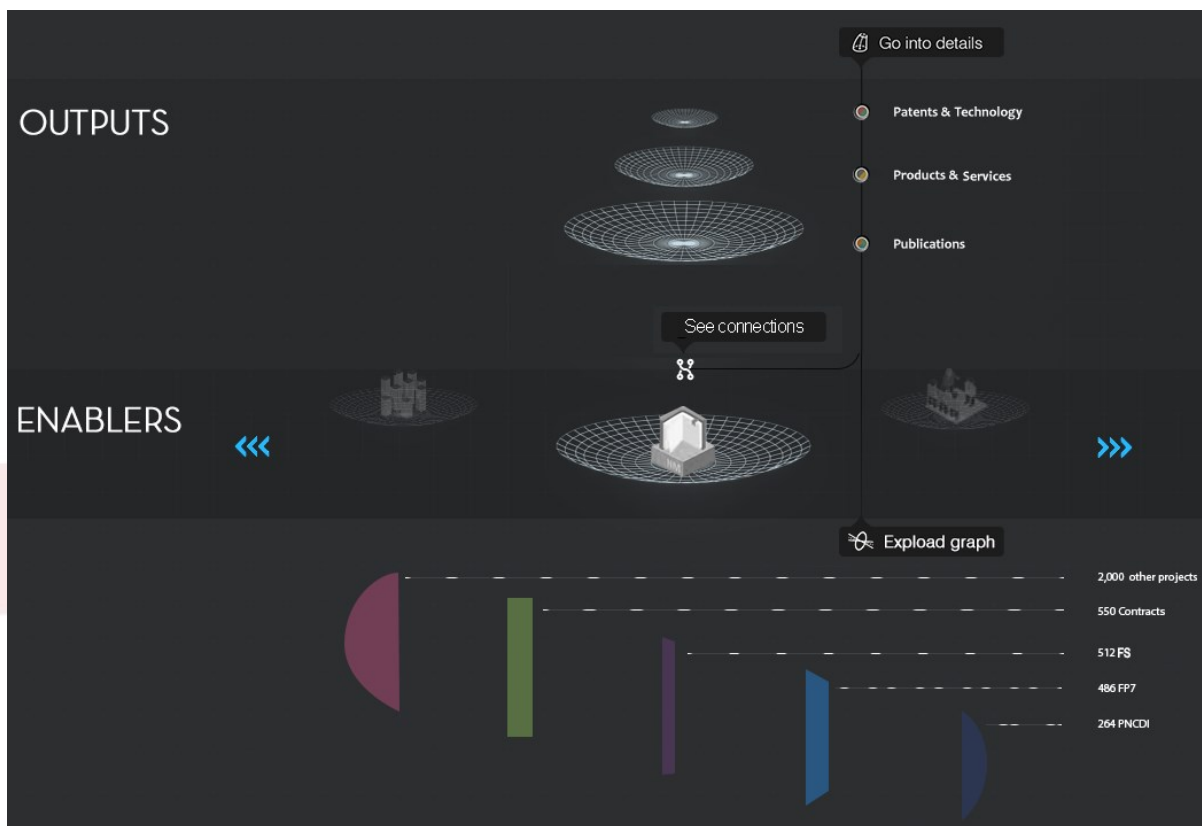 Go into details
OUTPUTS
Patents & Technology
Products & Services
Publications
See connections
ENABLERS
Expload graph
2,000 other projects
550 Contracts
512 FS
486 FP7
264 PNCDI